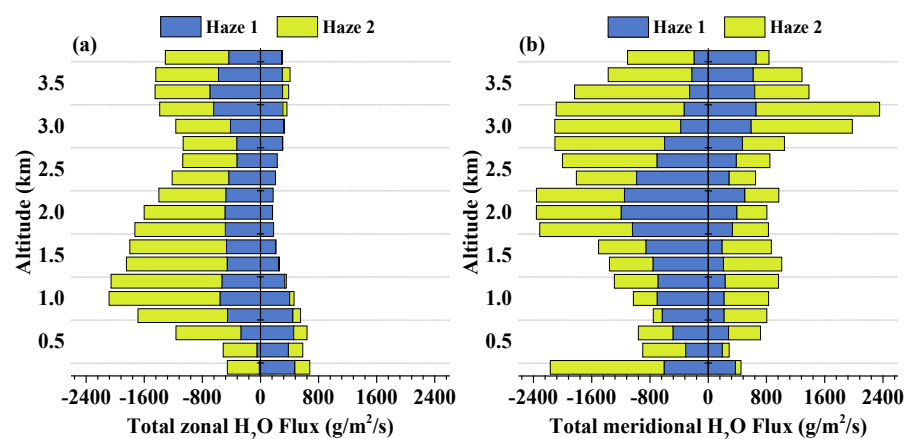 Haze 1 Haze 2 Haze 1 Haze 2
(a) (b)
3.5 3.5
3.0 3.0
2.5 2.5
2.0 2.0
1.5 1.5
1.0 1.0
0.5 0.5
Altitude (km) Altitude (km)
-2400 -1600 -800 0 800 1600 2400 -2400 -1600 -800 0 800 1600 2400
Total zonal H₂O Flux (g/m²/s) Total meridional H₂O Flux (g/m²/s)